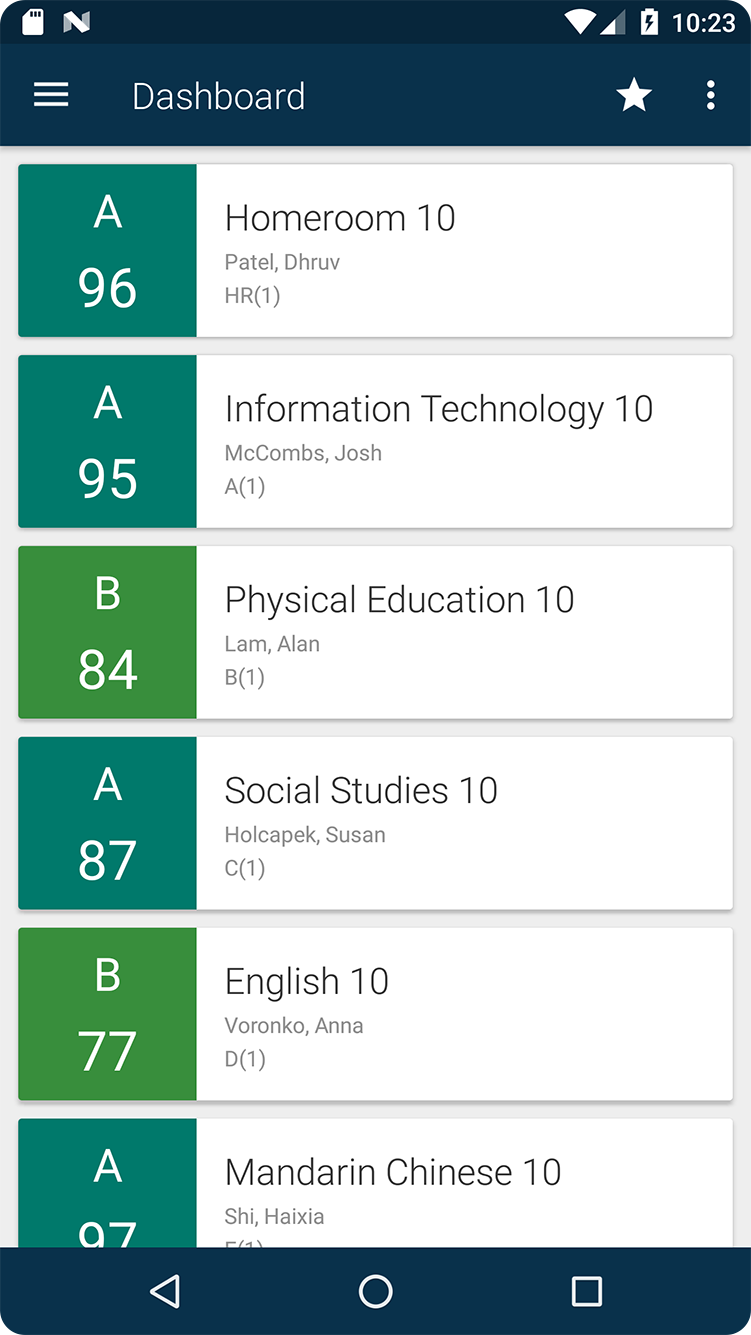 10:23
Dashboard
A
96
Homeroom 10
Patel, Dhruv
HR(1)
A
95
Information Technology 10
McCombs, Josh
A(1)
B
84
Physical Education 10
Lam, Alan
B(1)
A
87
Social Studies 10
Holcapek, Susan
C(1)
B
77
English 10
Voronko, Anna
D(1)
A
97
Mandarin Chinese 10
Shi, Haixia